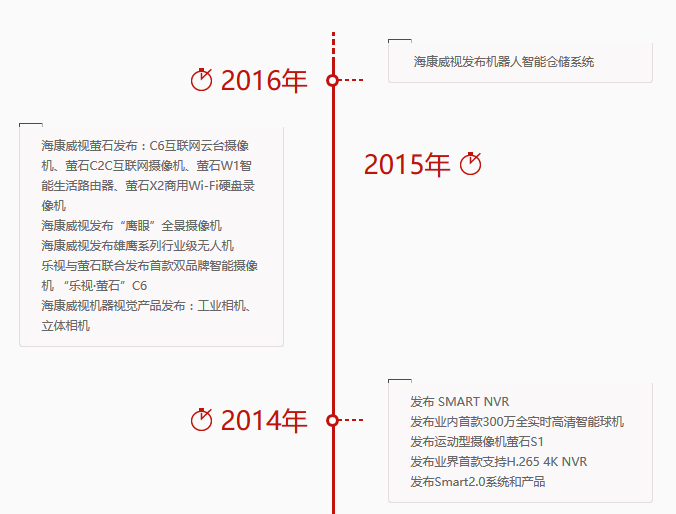 2016年
海康威视发布机器人智能仓储系统
2015年
海康威视萤石发布：C6互联网云台摄像
机、萤石C2C互联网摄像机、萤石W1智
能生活路由器、萤石X2商用Wi-Fi硬盘录
像机
海康威视发布“鹰眼”全景摄像机
海康威视发布雄鹰系列行业级无人机
乐视与萤石联合发布首款双品牌智能摄像
机 “乐视·萤石”C6
海康威视机器视觉产品发布：工业相机、
立体相机
2014年
发布 SMART NVR
发布业内首款300万全实时高清智能球机
发布运动型摄像机萤石S1
发布业界首款支持H.265 4K NVR
发布Smart2.0系统和产品